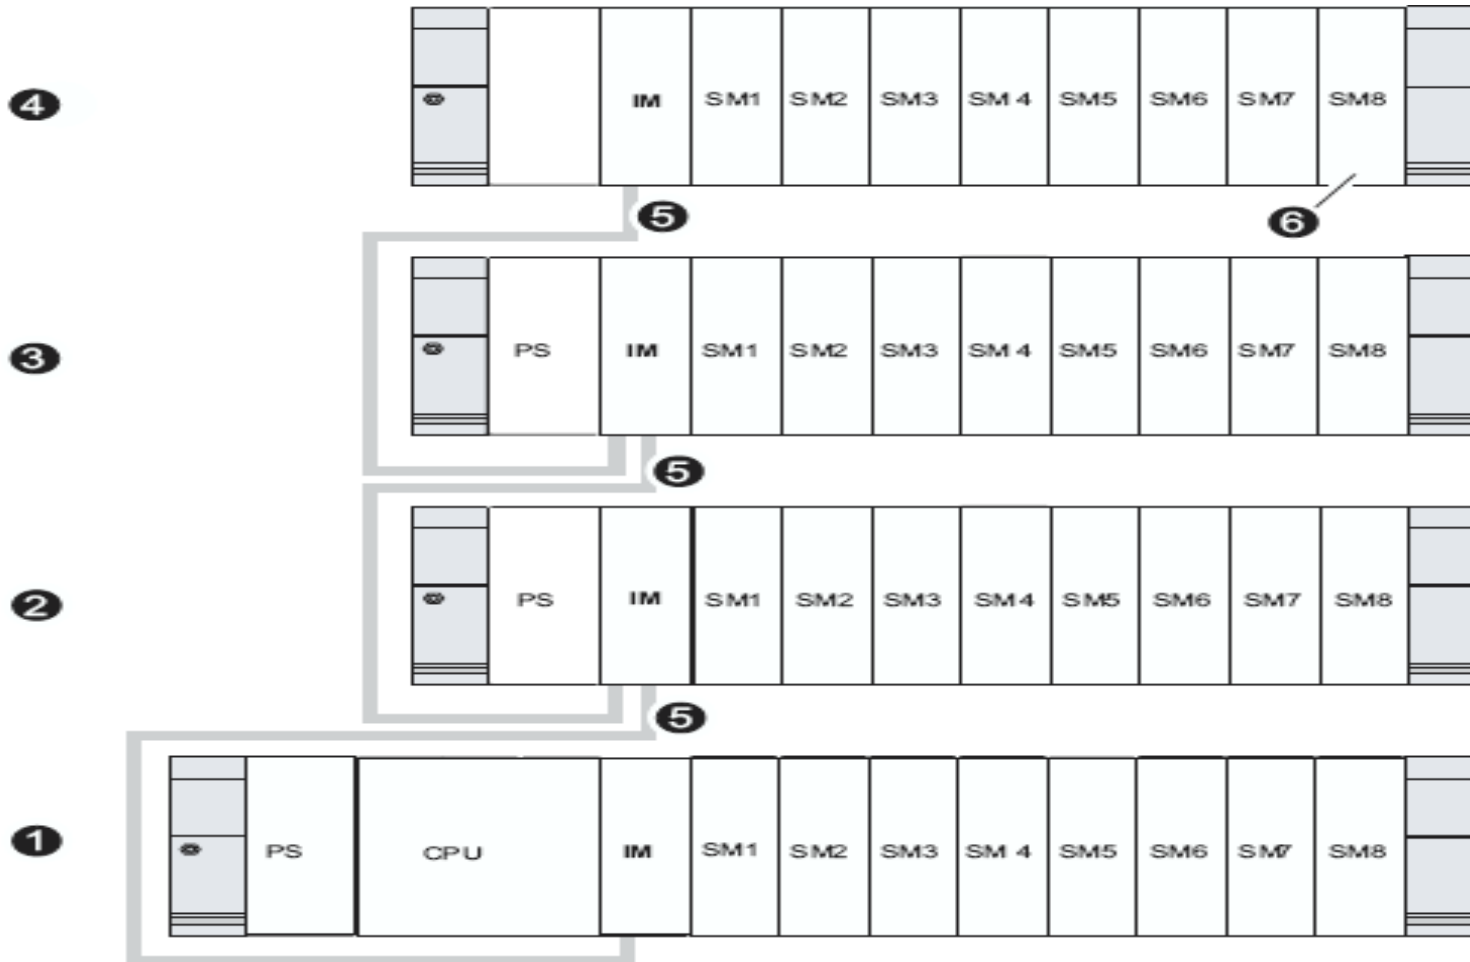 4 IM SM1 SM2 SM3 SM 4 SM5 SM6 SM7 SM8
5 6
3 PS IM SM1 SM2 SM3 SM 4 SM5 SM6 SM7 SM8
5
2 PS IM SM1 SM2 SM3 SM4 SM5 SM6 SM7 SM8
5
1 PS CPU IM SM1 SM2 SM3 SM 4 SM5 SM6 SM7 SM8